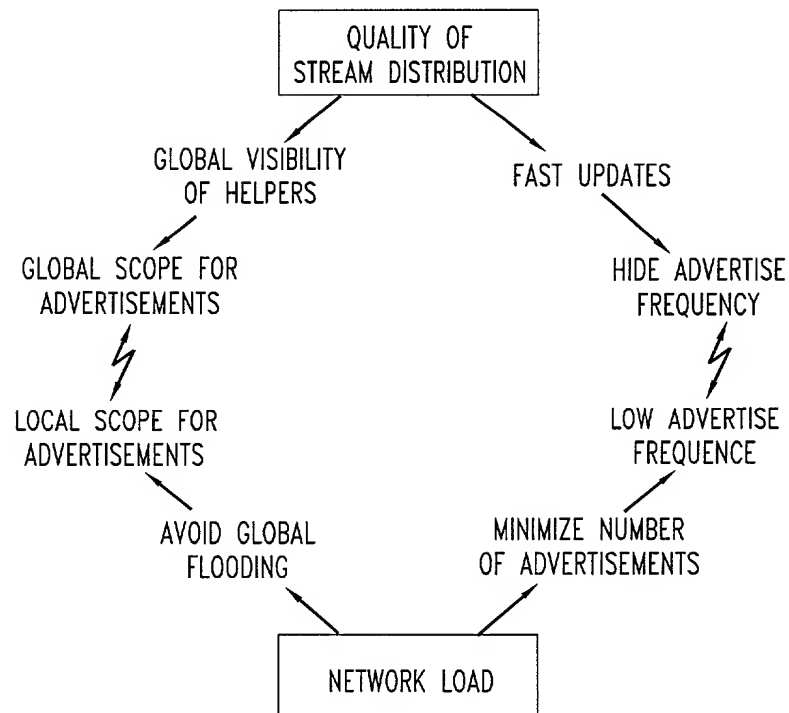 QUALITY OF
STREAM DISTRIBUTION
GLOBAL VISIBILITY
OF HELPERS
FAST UPDATES
GLOBAL SCOPE FOR
ADVERTISEMENTS
HIDE ADVERTISE
FREQUENCY
LOCAL SCOPE FOR
ADVERTISEMENTS
LOW ADVERTISE
FREQUENCE
AVOID GLOBAL
FLOODING
MINIMIZE NUMBER
OF ADVERTISEMENTS
NETWORK LOAD